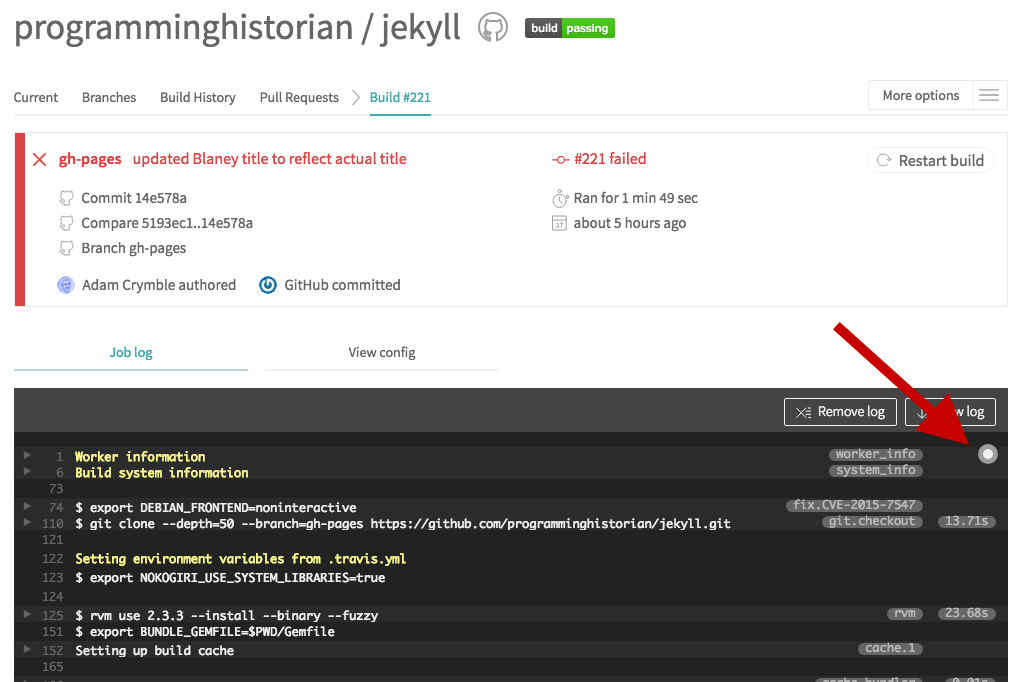 programminghistorian / jekyll build passing
Current Branches Build History Pull Requests Build #221 More options
gh-pages updated Blaney title to reflect actual title #221 failed Restart build
Commit 14e578a Ran for 1 min 49 sec
Compare 5193ec1..14e578a 27 about 5 hours ago
Branch gh-pages
Adam Crymble authored GitHub committed
Job log View config
Remove log log
1 Worker information worker_info
6 Build system information system_info
73
74 $ export DEBIAN_FRONTEND=noninteractive fix.CVE-2015-7547
110 $ git clone --depth=50 --branch=gh-pages https://github.com/programminghistorian/jekyll.git git.checkout 13.71s
121
122 Setting environment variables from .travis.yml
123 $ export NOKOGIRI_USE_SYSTEM_LIBRARIES=true
124
125 $ rvm use 2.3.3 --install --binary --fuzzy rvm 23.68s
151 $ export BUNDLE_GEMFILE=$PWD/Gemfile
152 Setting up build cache cache.1
165